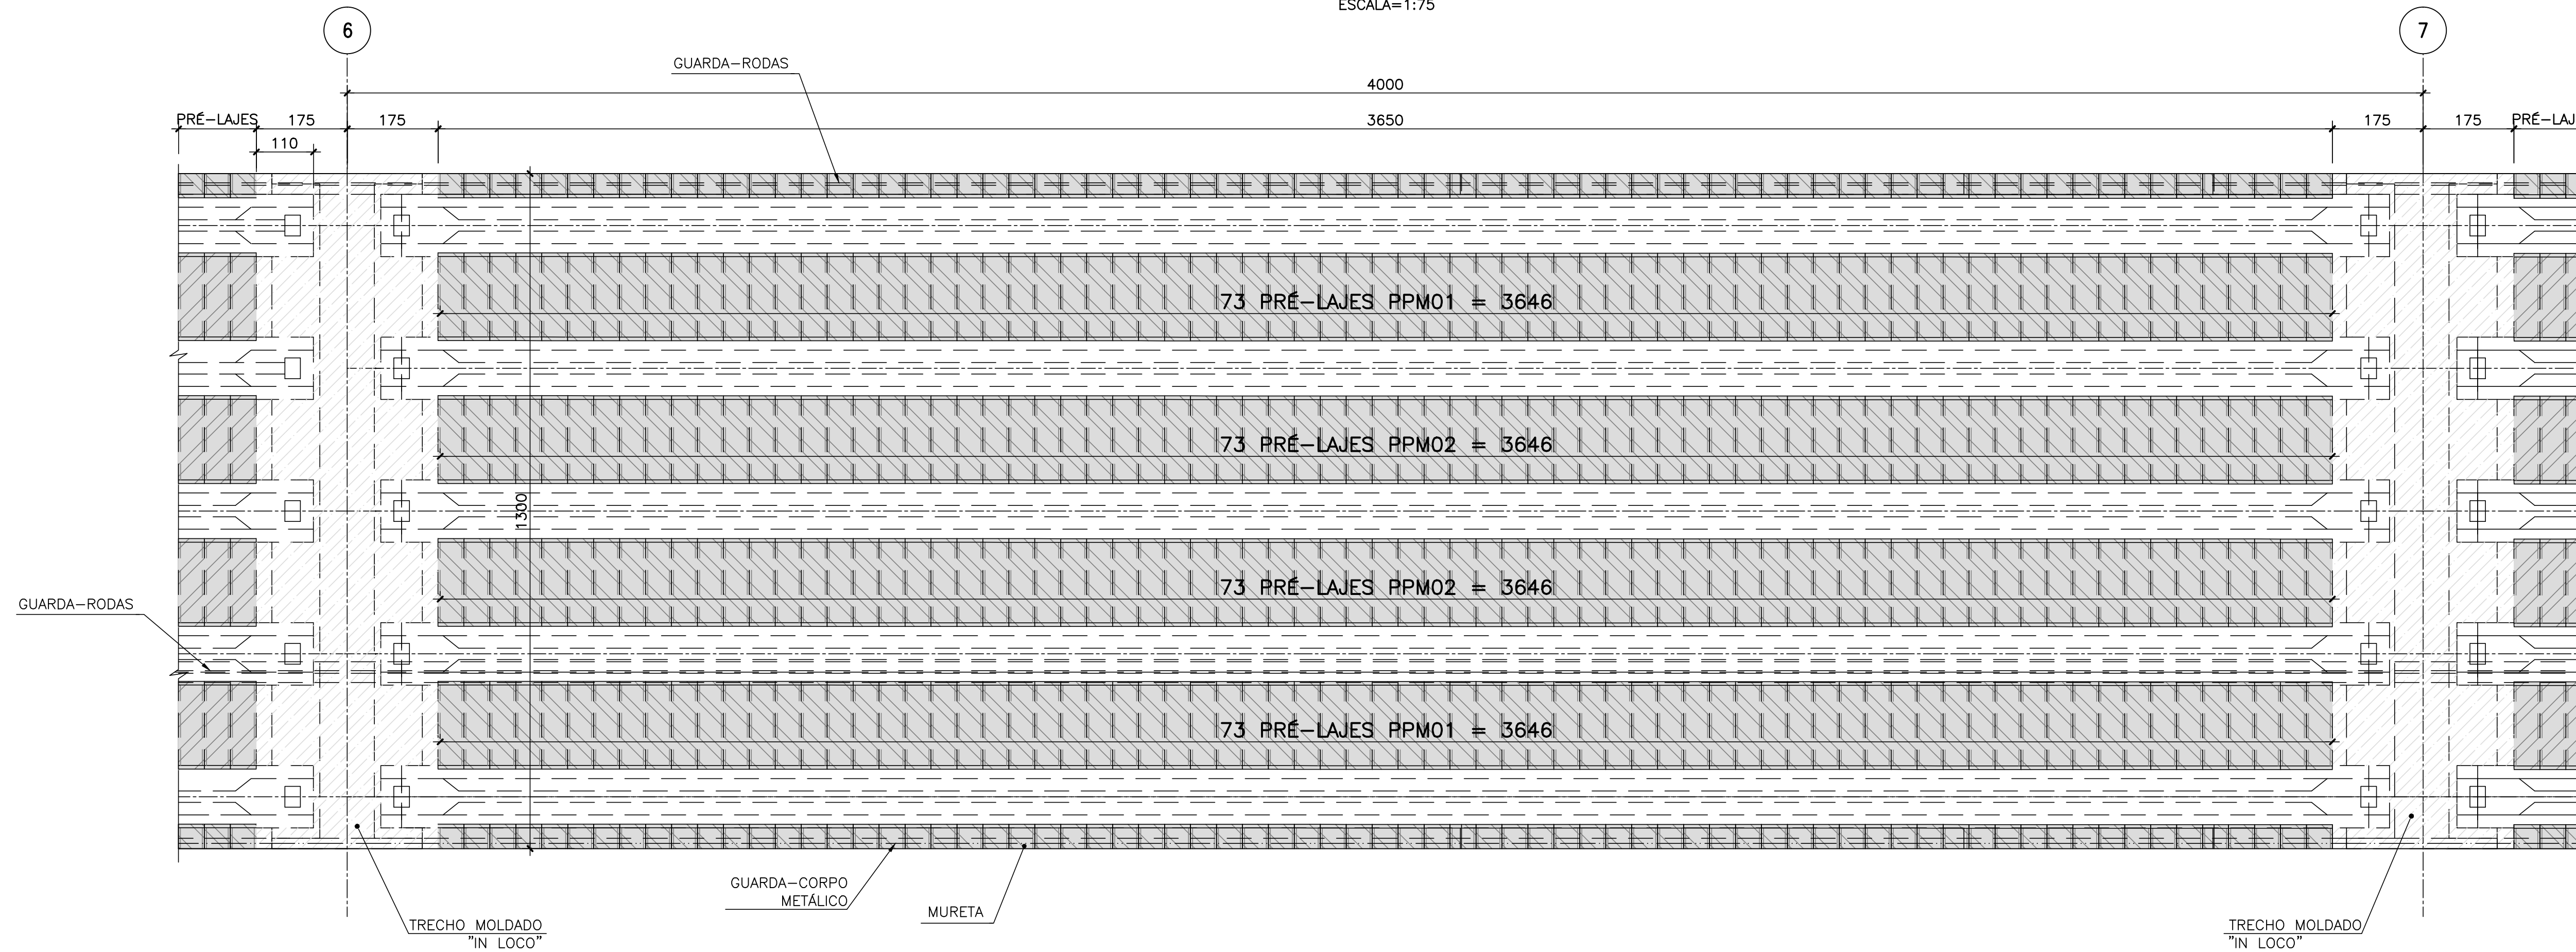 ESCALA=1:75
6
7
GUARDA-RODAS
4000
PRÉ-LAJES
175
175
3650
175
175
PRÉ-LAJ
110
73 PRÉ-LAJES PPM01 = 3646
73 PRÉ-LAJES PPM02 = 3646
1300
73 PRÉ-LAJES PPM02 = 3646
GUARDA-RODAS
73 PRÉ-LAJES PPM01 = 3646
GUARDA-CORPO
METÁLICO
MURETA
TRECHO MOLDADO
"IN LOCO"
TRECHO MOLDADO
"IN LOCO"